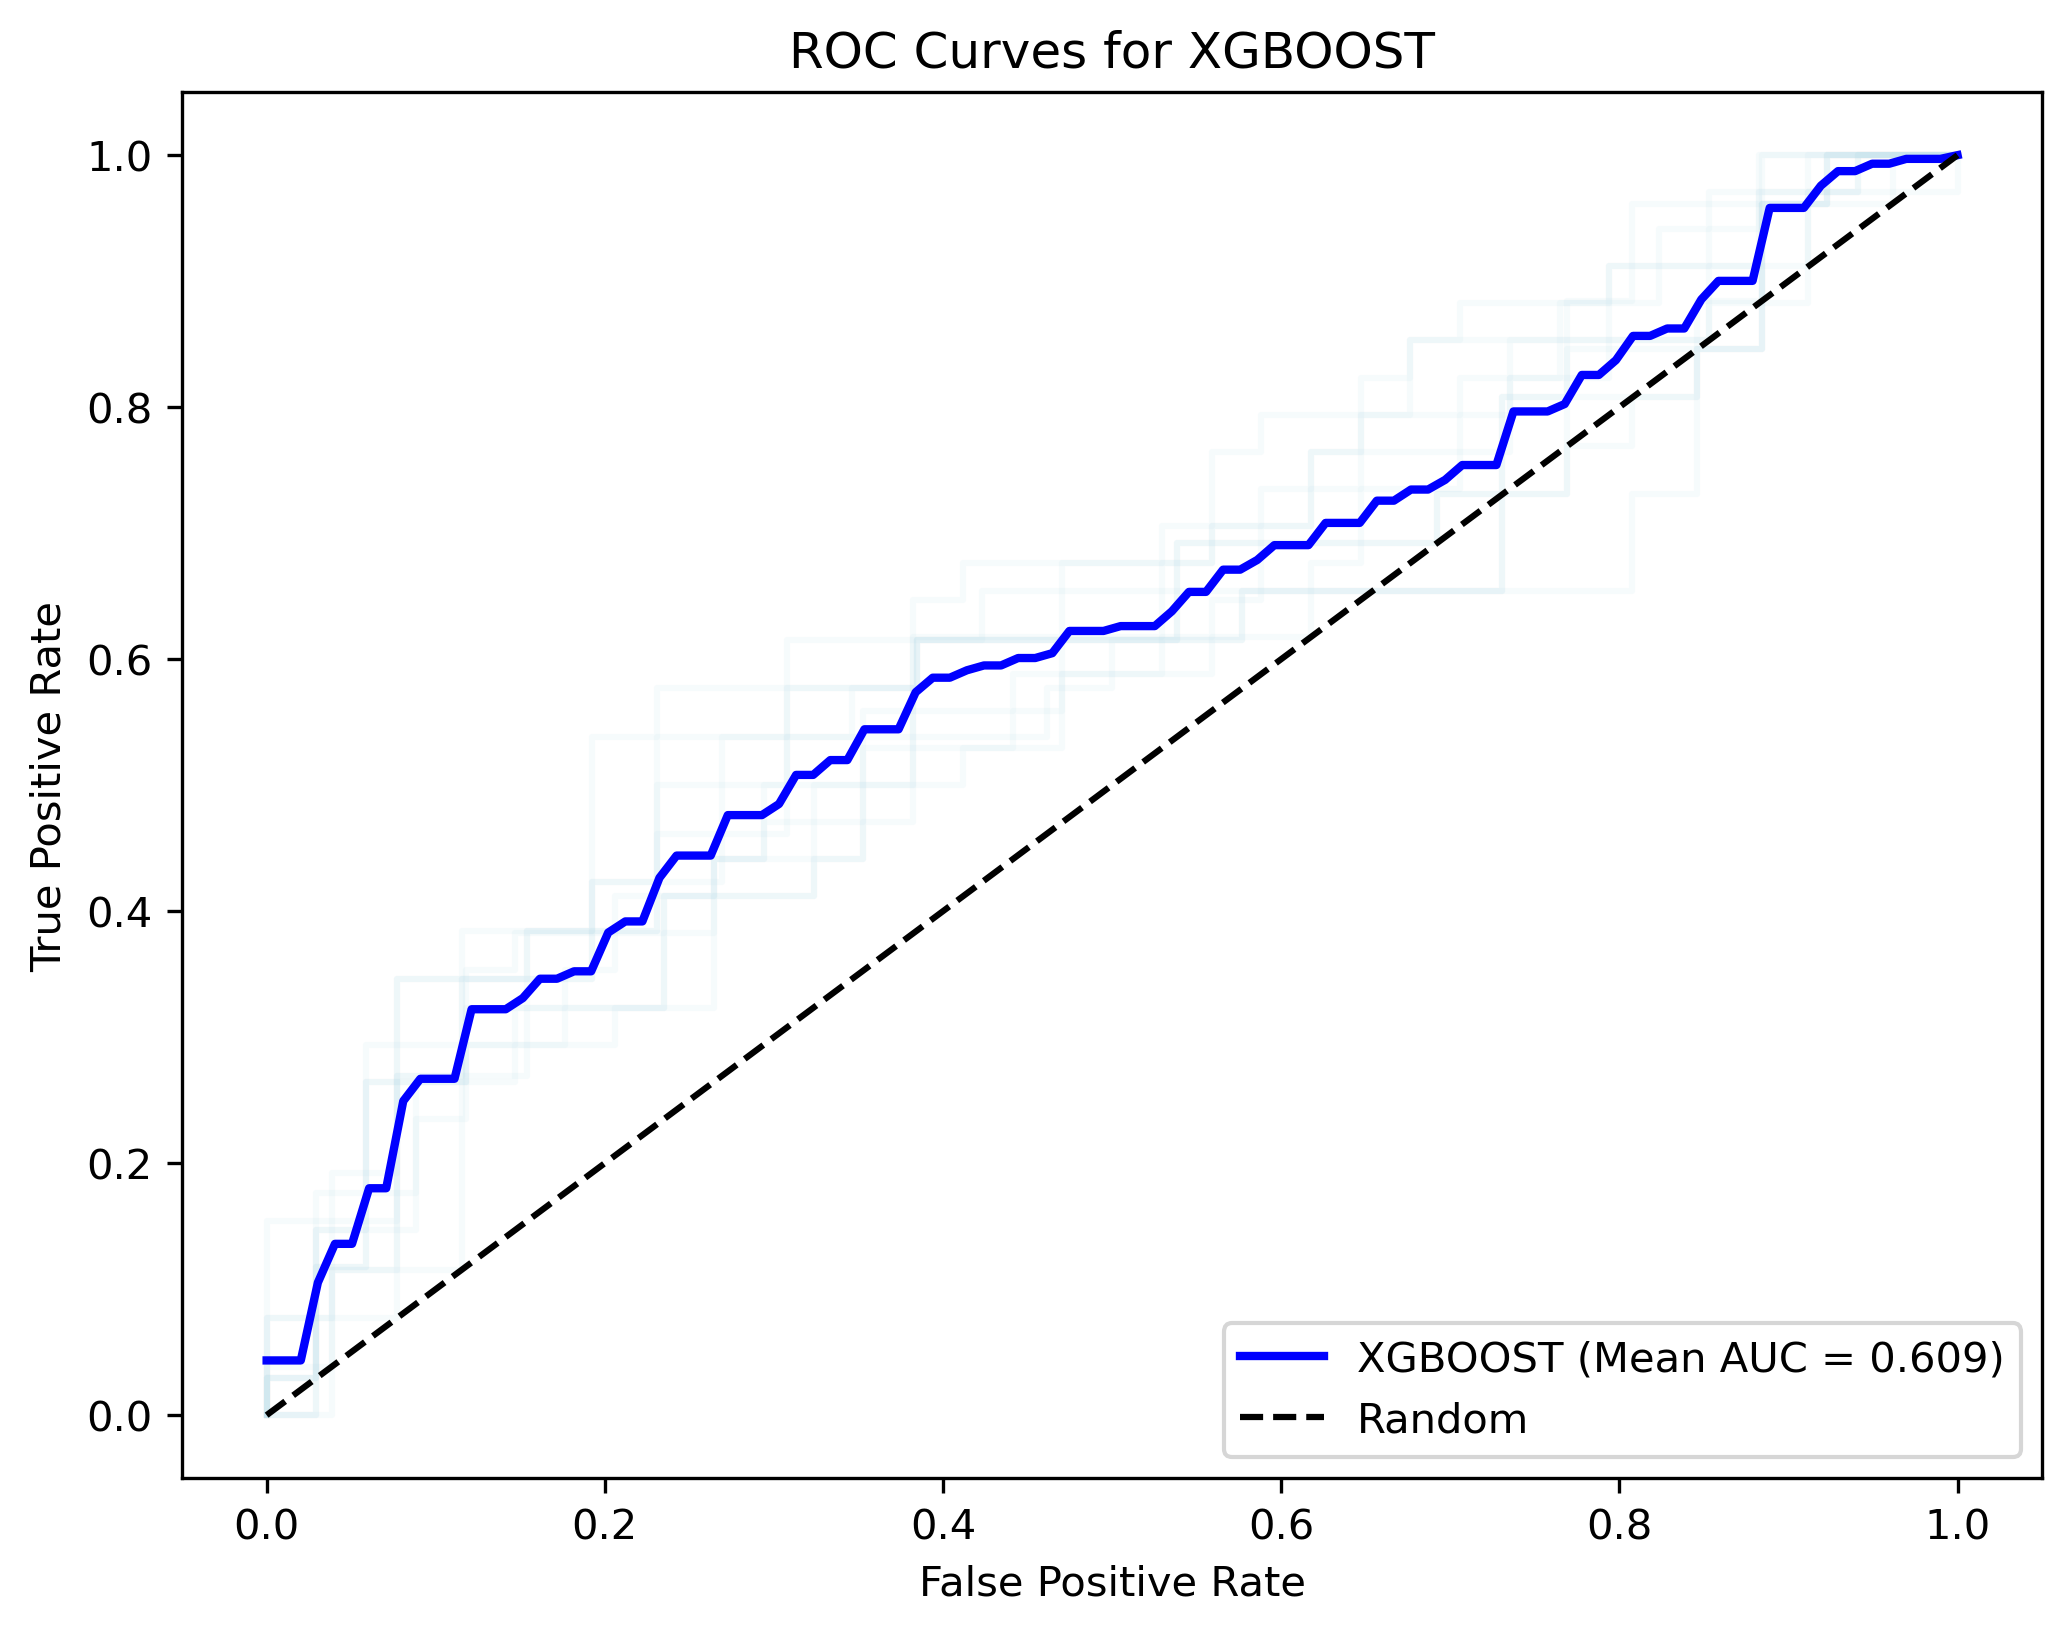 ROC Curves for XGBOOST
True Positive Rate
1.0
0.8
0.6
0.4
0.2
0.0
XGBOOST (Mean AUC = 0.609)
Random
0.0 0.2 0.4 0.6 0.8 1.0
False Positive Rate